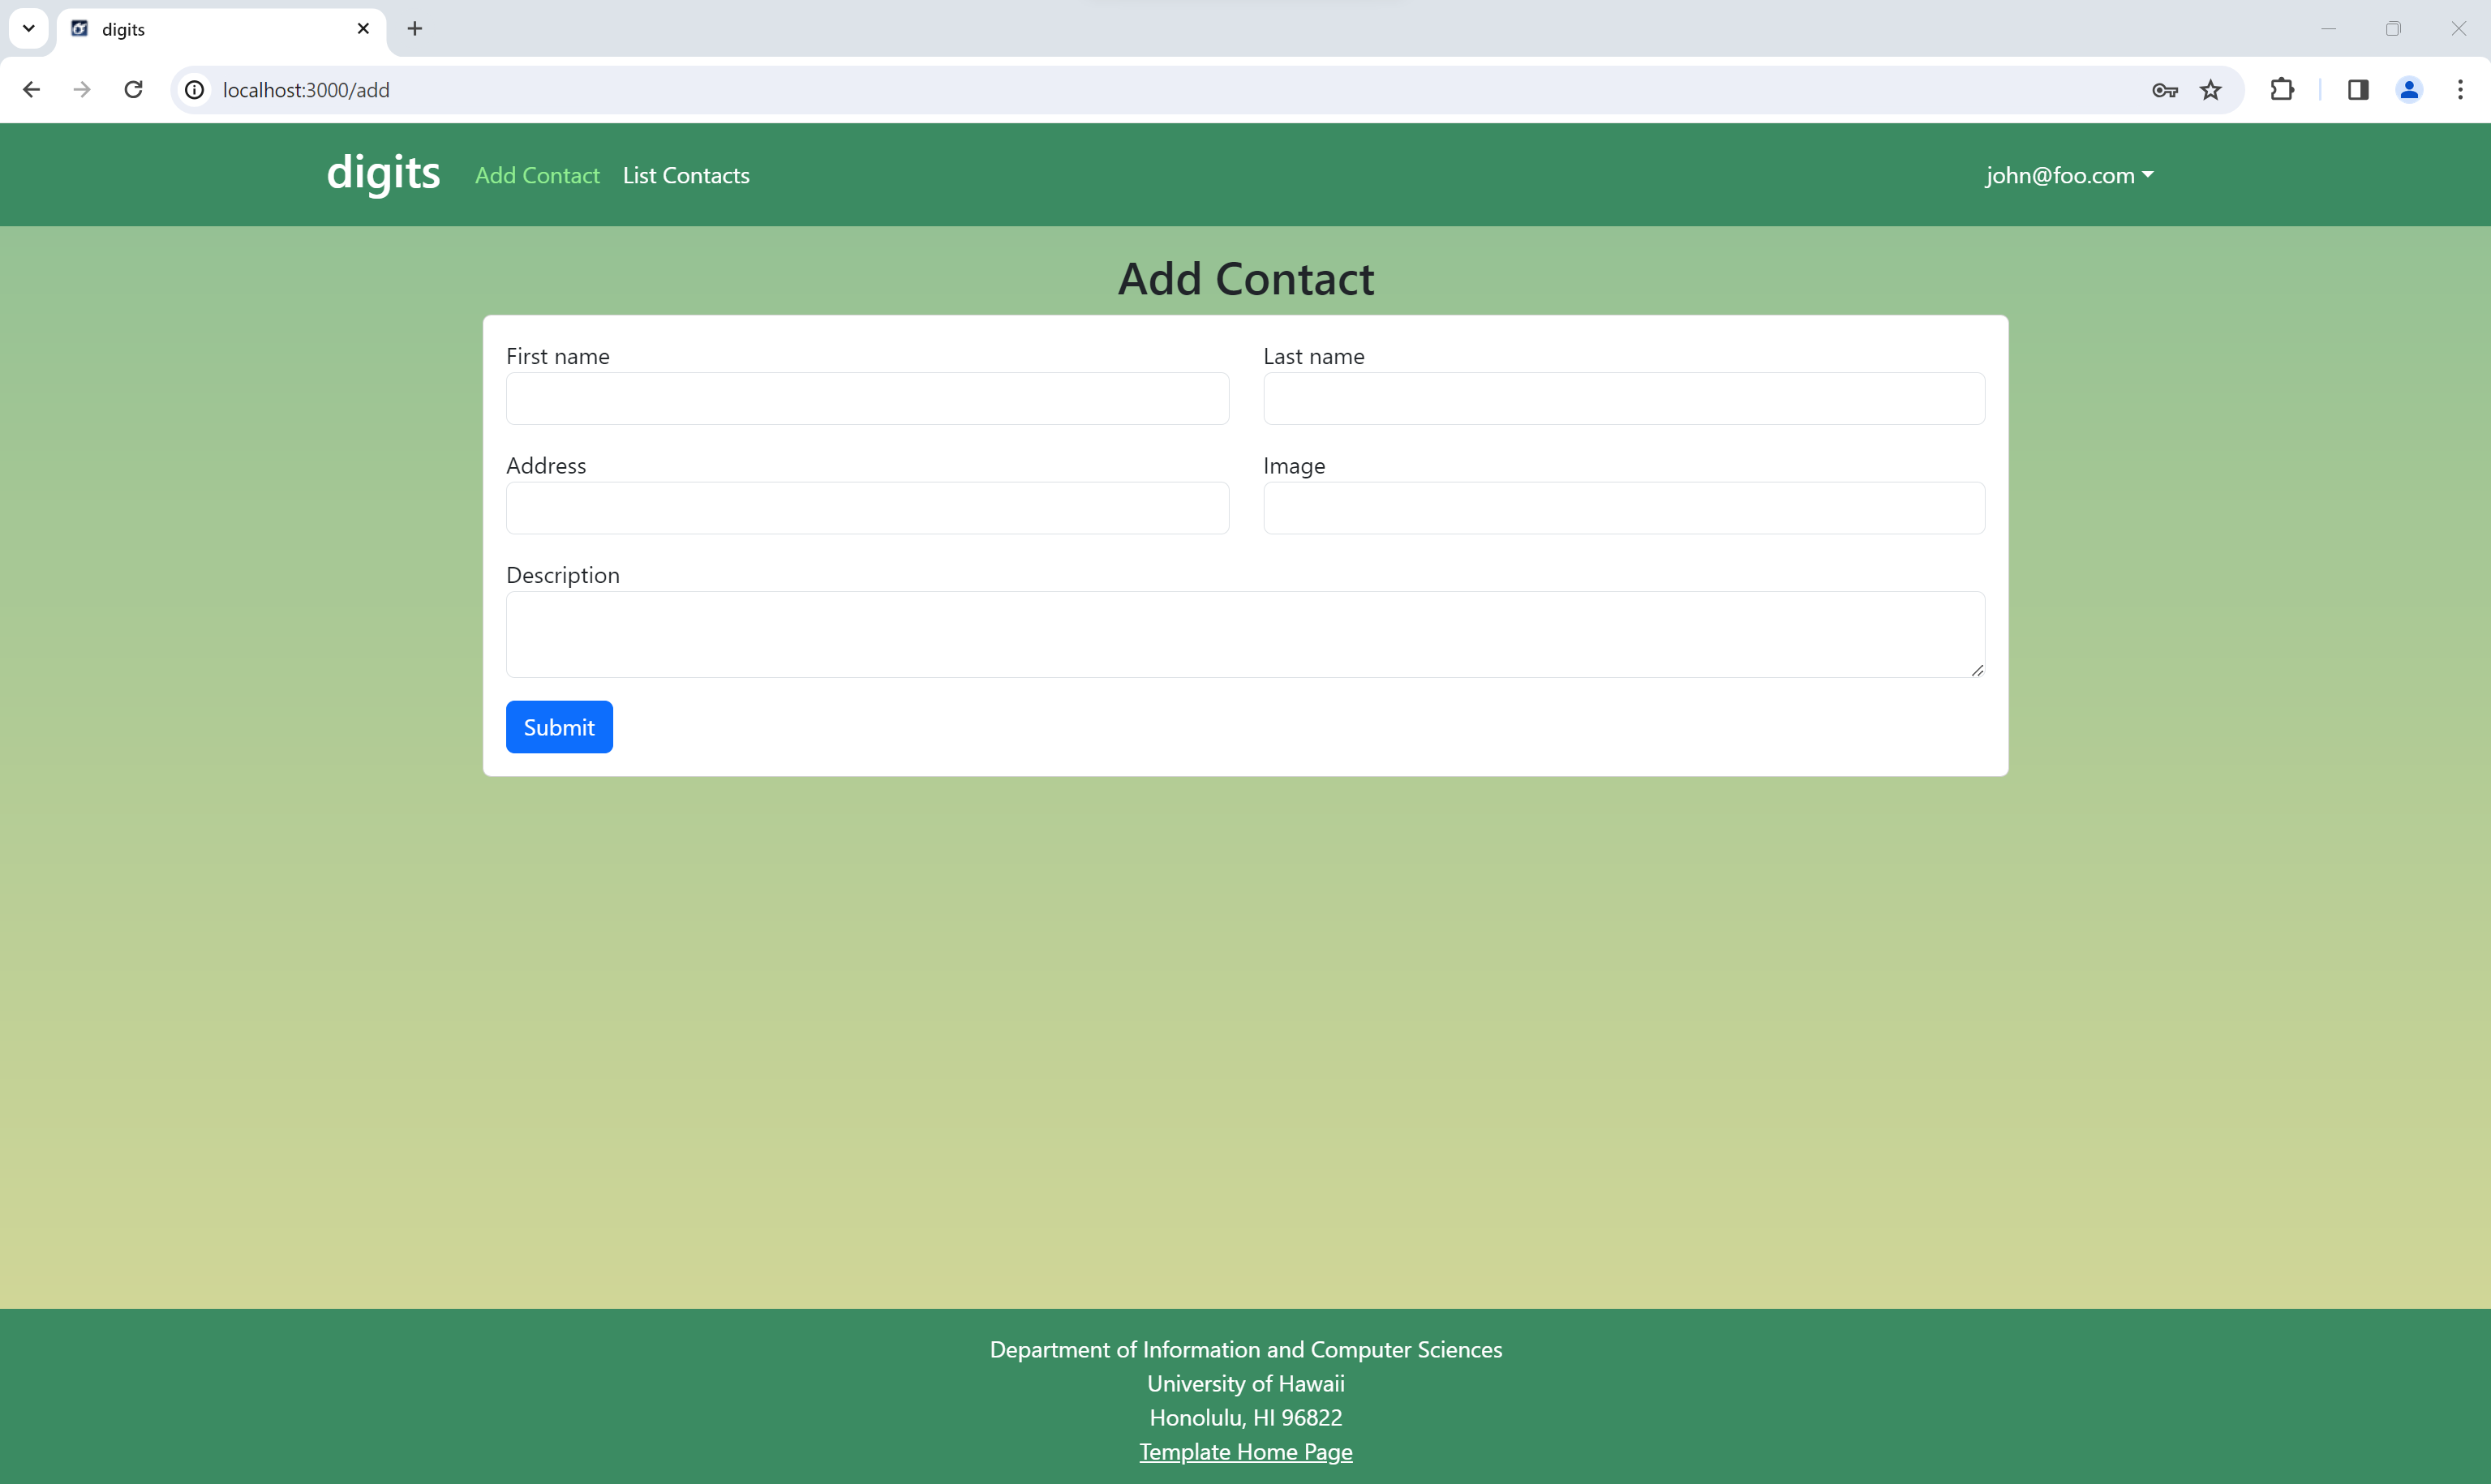 digits
localhost:3000/add
digits Add Contact List Contacts john@foo.com
Add Contact
First name Last name
Address Image
Description
Submit
Department of Information and Computer Sciences
University of Hawaii
Honolulu, HI 96822
Template Home Page